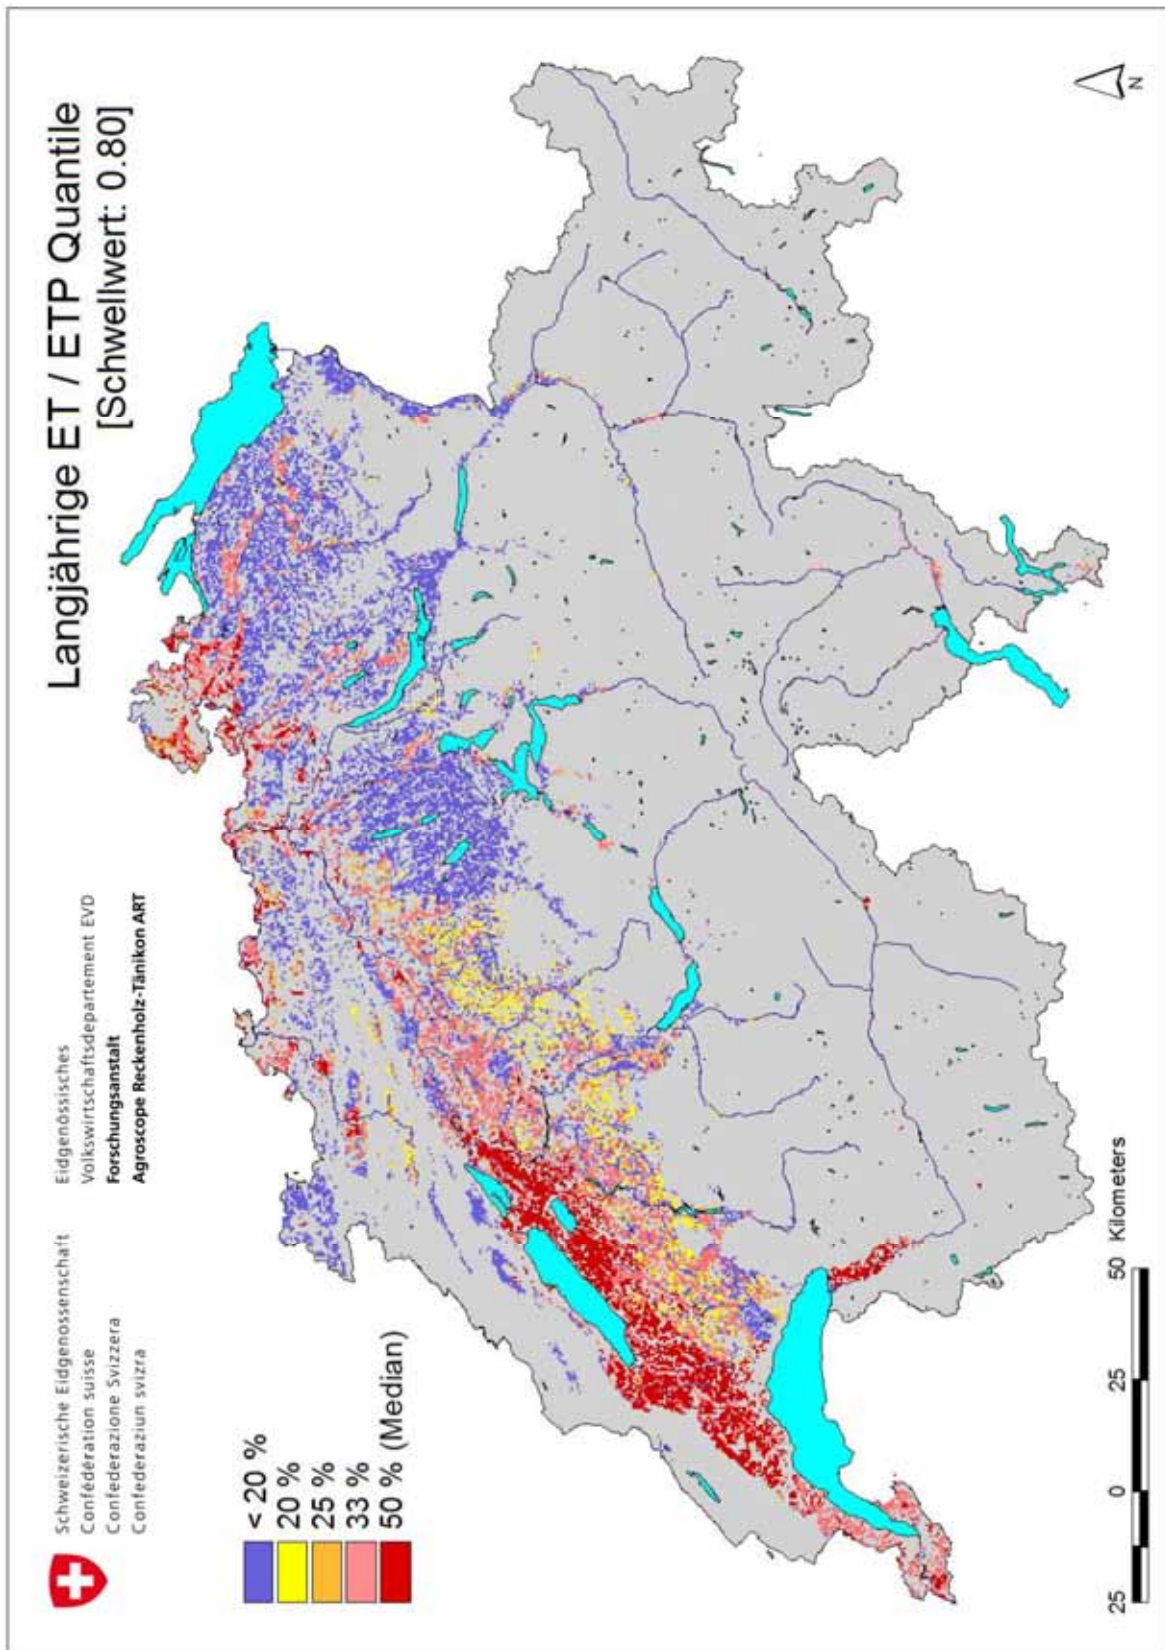 Schweizerische Eidgenossenschaft
Confédération suisse
Confederazione Svizzera
Confederaziun svizra
Eidgenössisches
Volkswirtschaftsdepartement EVD
Forschungsanstalt
Agroscope Reckenholz-Tänikon ART
Langjährige ET / ETP Quantile
[Schwellwert: 0.80]
< 20 %
20 %
25 %
33 %
50 % (Median)
25 0 25 50 Kilometers
N